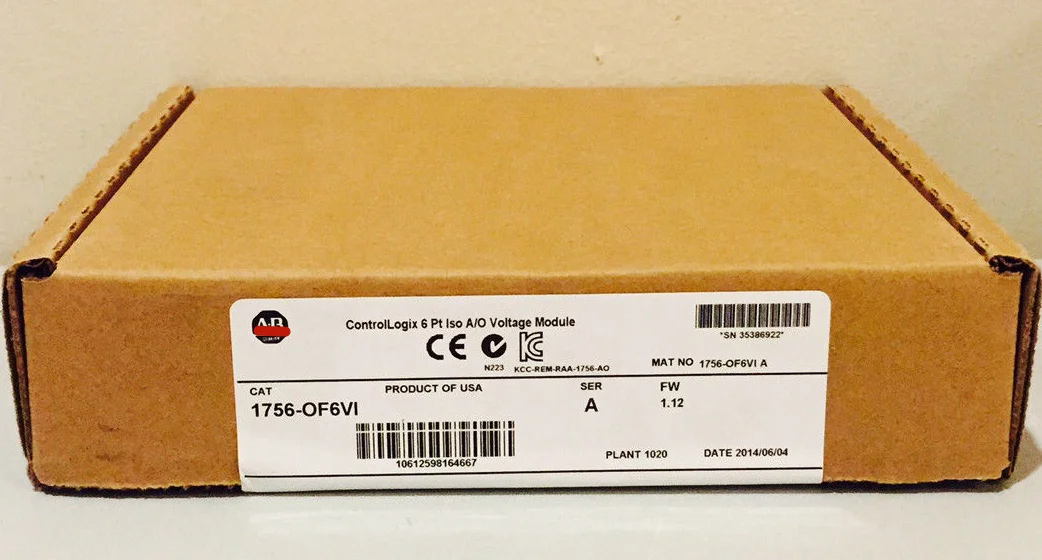 A-B
ControlLogix 6 Pt Iso A/O Voltage Module
*SN 35386922*
CE
N223
KCC-REM-RAA-1756-AO
MAT NO 1756-OF6VI A
CAT
PRODUCT OF USA
SER
FW
1756-OF6VI
A
1.12
10612598164667
PLANT 1020
DATE 2014/06/04